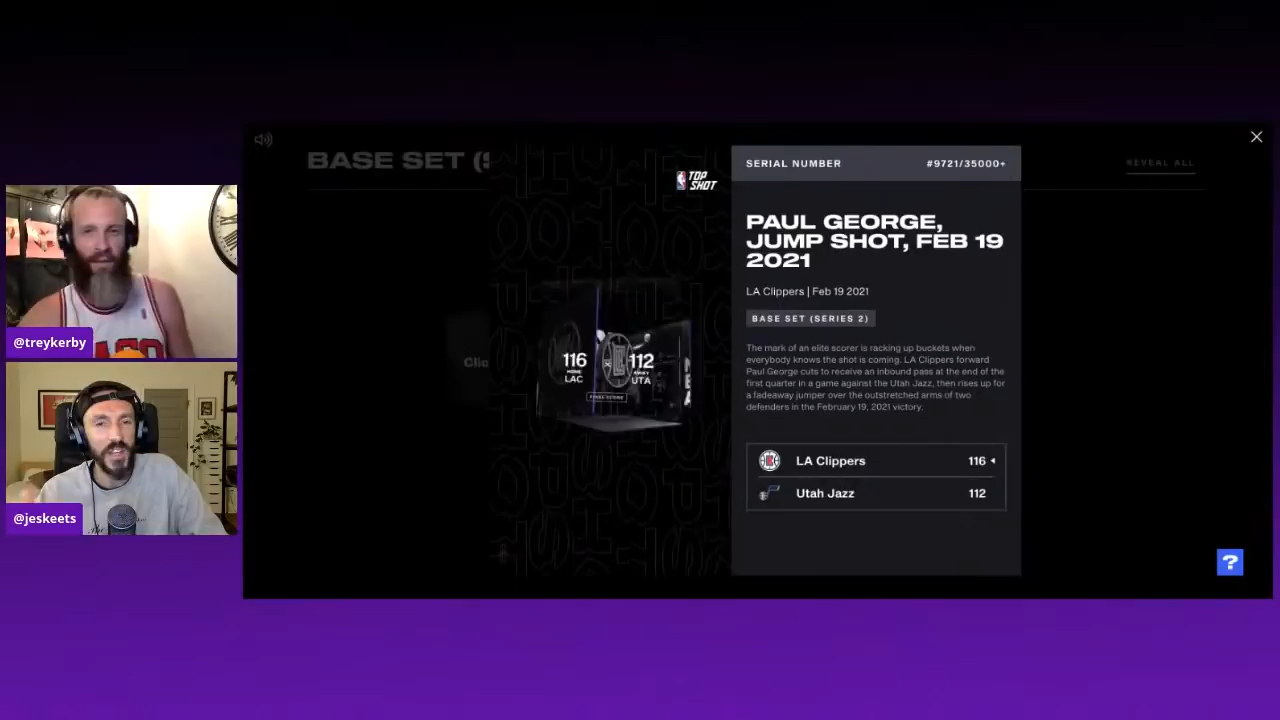 BASE SET (S
REVEAL ALL
TOP
SHOT
SERIAL NUMBER
#9721/35000+
PAUL GEORGE,
JUMP SHOT, FEB 19
2021
LA Clippers | Feb 19 2021
BASE SET (SERIES 2)
The mark of an elite scorer is racking up buckets when
everybody knows the shot is coming. LA Clippers forward
Paul George cuts to receive an inbound pass at the end of the
first quarter in a game against the Utah Jazz, then rises up for
a fadeaway jumper over the outstretched arms of two
defenders in the February 19, 2021 victory.
LA Clippers 116
Utah Jazz 112
Clic
116
HOME
LAC
112
AWAY
UTA
FINAL SCORE
@treykerby
@jeskeets
?